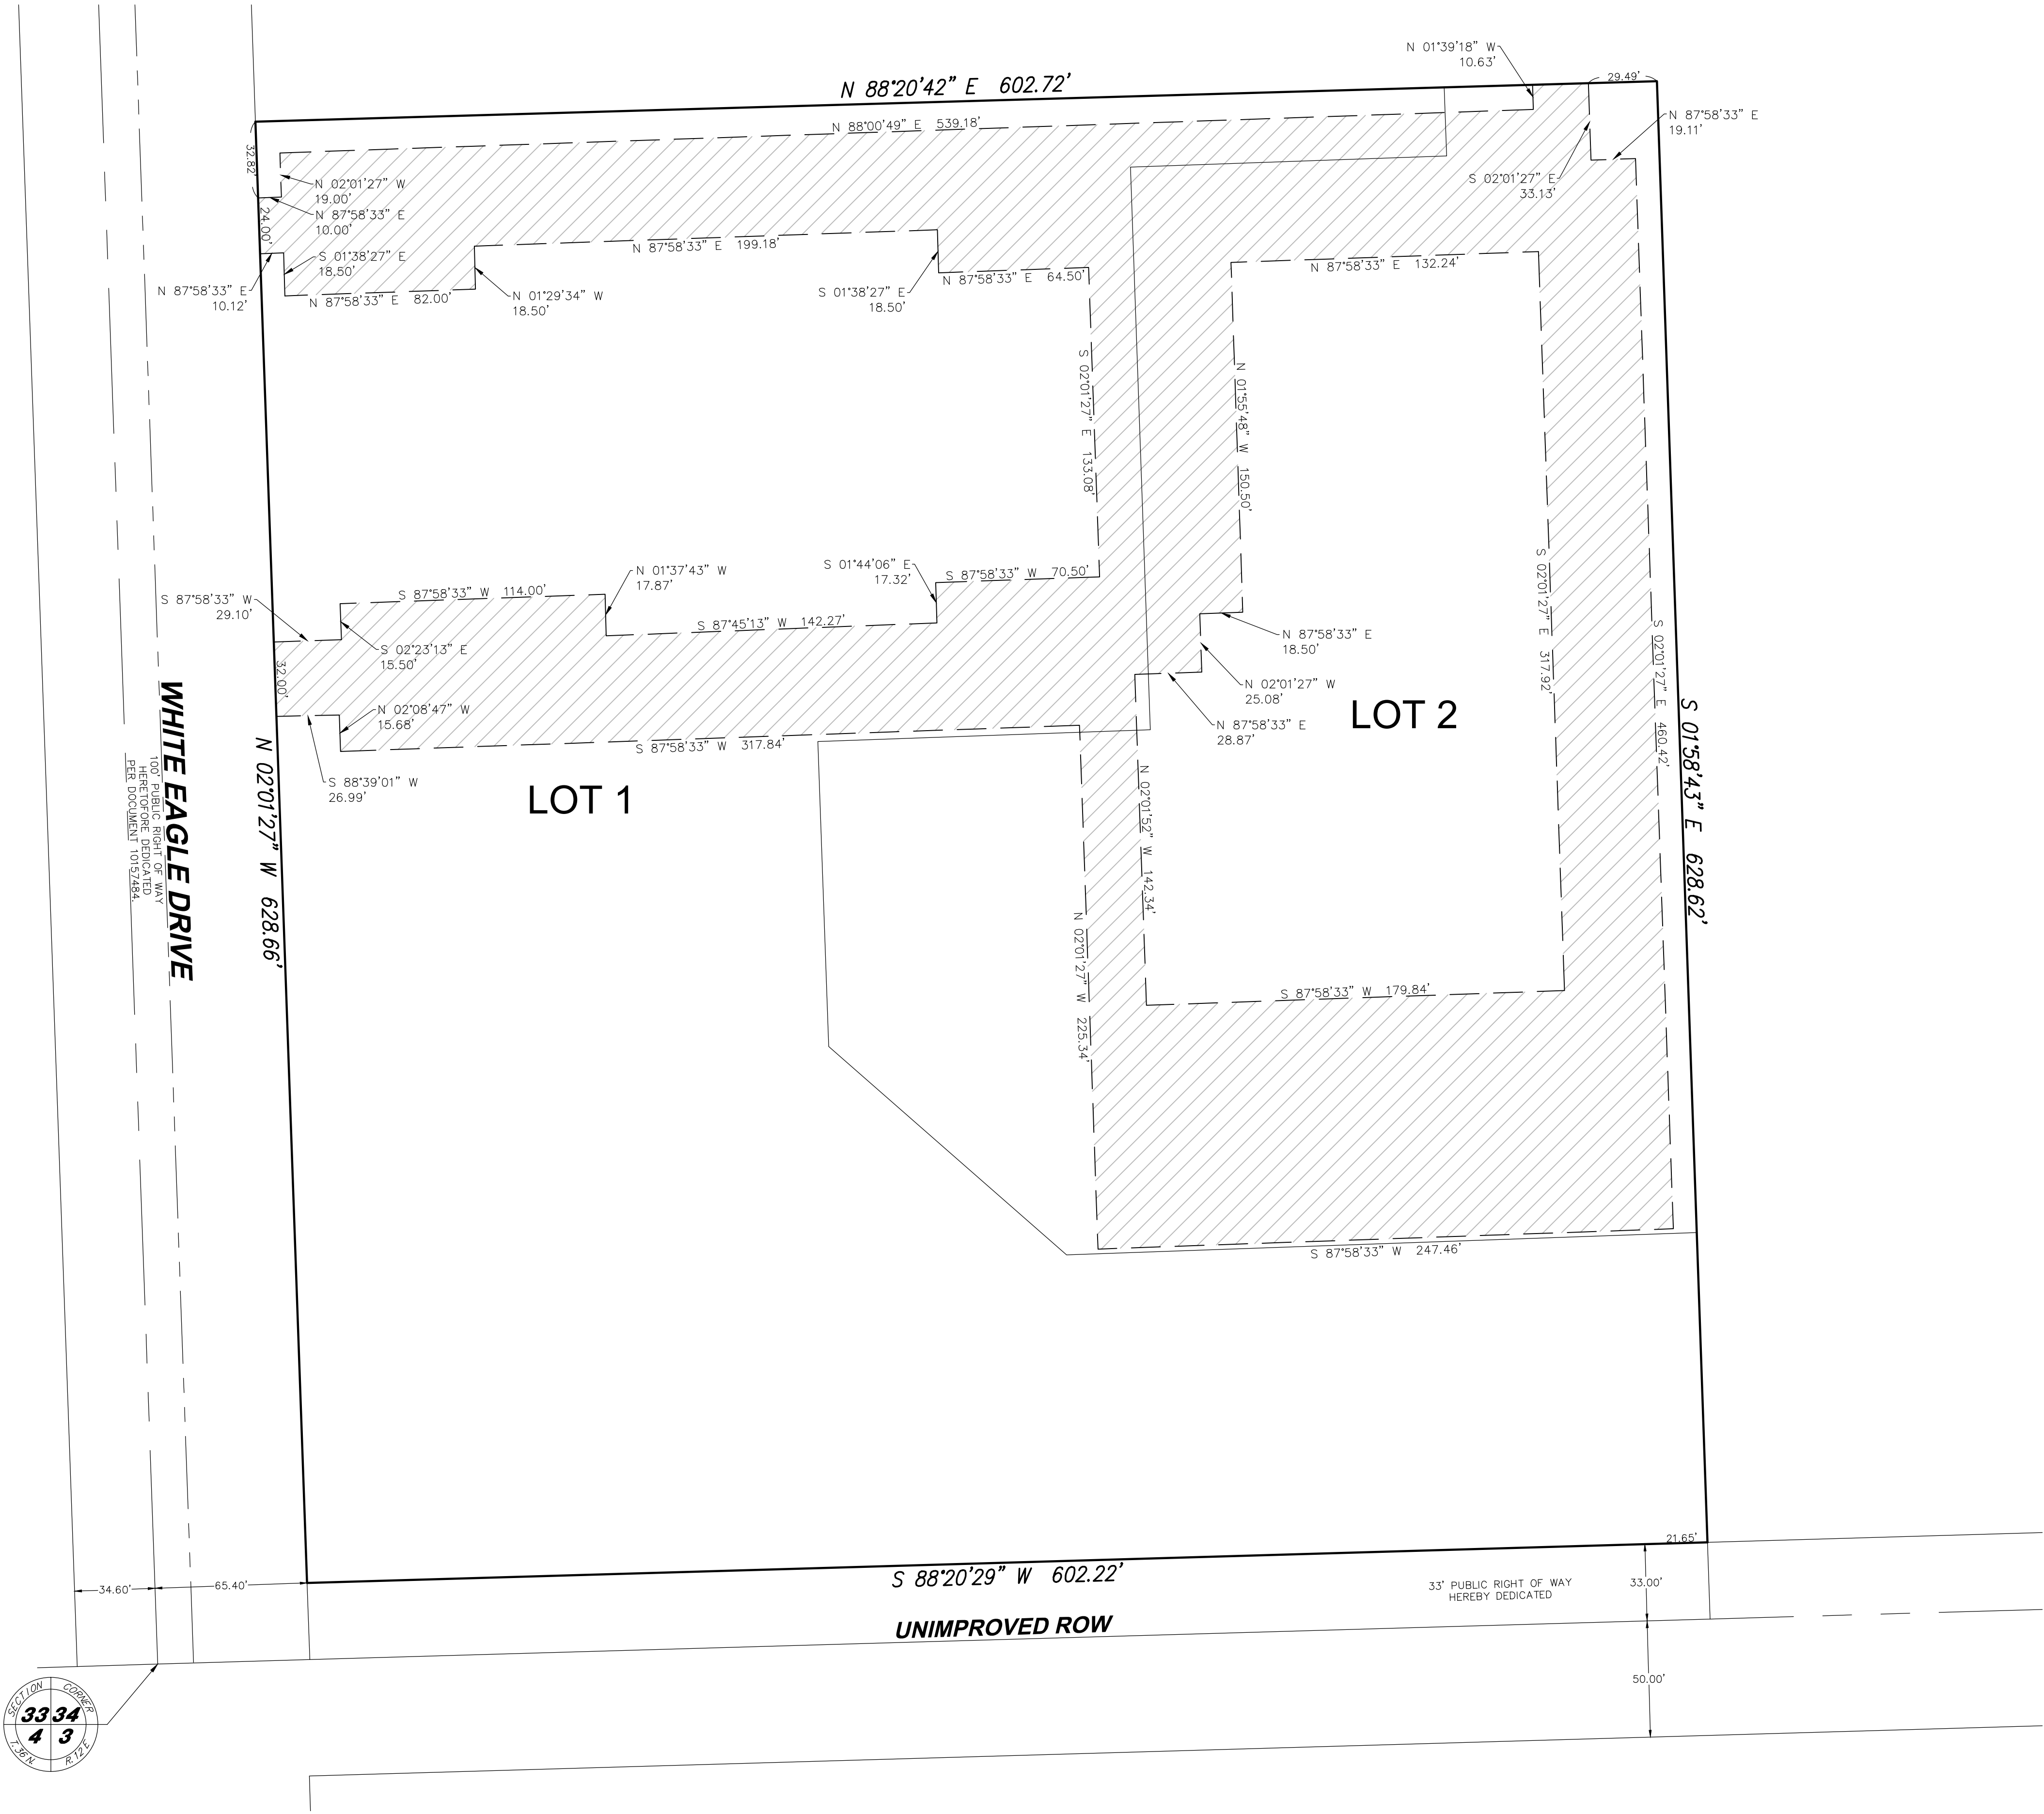 N 01°39'18" W
10.63'
N 88°20'42" E 602.72'
29.49'
N 87°58'33" E
19.11'
N 88°00'49" E 539.18'
32.82'
N 02°01'27" W
19.00'
N 87°58'33" E
10.00'
S 02°01'27" E
33.13'
24.00'
S 01°38'27" E
18.50'
N 87°58'33" E 199.18'
N 87°58'33" E 132.24'
N 87°58'33" E
10.12'
N 87°58'33" E 82.00'
N 01°29'34" W
18.50'
S 01°38'27" E
18.50'
N 87°58'33" E 64.50'
S 02°01'27" E 133.08'
N 01°55'48" W 150.50'
S 01°44'06" E
17.32'
N 01°37'43" W
17.87'
S 87°58'33" W 70.50'
S 87°58'33" W 114.00'
S 87°58'33" W
29.10'
S 87°45'13" W 142.27'
S 02°23'13" E
15.50'
N 87°58'33" E
18.50'
S 02°01'27" E 317.92'
S 02°01'27" E 460.42'
32.00'
N 02°01'27" W
25.08'
N 87°58'33" E
28.87'
LOT 2
N 02°08'47" W
15.68'
S 87°58'33" W 317.84'
S 88°39'01" W
26.99'
LOT 1
S 01°58'43" E 628.62'
WHITE EAGLE DRIVE
100' PUBLIC RIGHT OF WAY
HERETOFORE DEDICATED
PER DOCUMENT 10157484.
N 02°01'27" W 628.66'
N 02°01'52" W 142.34'
N 02°01'27" W 225.34'
S 87°58'33" W 179.84'
S 87°58'33" W 247.46'
21.65'
S 88°20'29" W 602.22'
34.60'
65.40'
33' PUBLIC RIGHT OF WAY
HEREBY DEDICATED
33.00'
UNIMPROVED ROW
50.00'
SECTION CORNER
33 34
4 3
T.36 N. R.12 E.